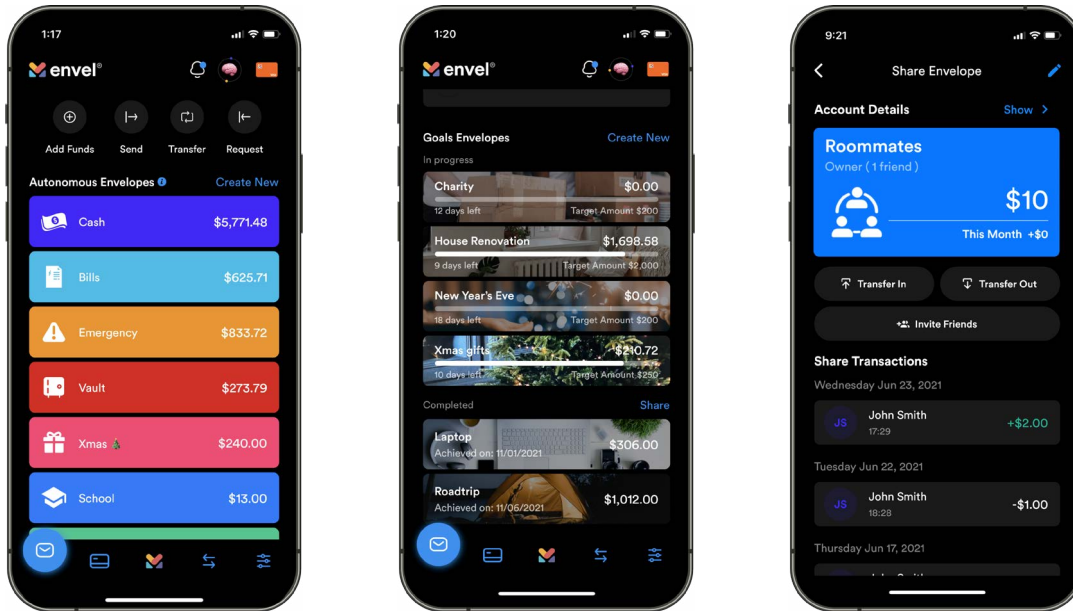 1:17
envel®
Add Funds Send Transfer Request
Autonomous Envelopes Create New
Cash $5,771.48
Bills $625.71
Emergency $833.72
Vault $273.79
Xmas 🎄 $240.00
School $13.00
1:20
envel®
Goals Envelopes Create New
In progress
Charity $0.00
12 days left Target Amount $200
House Renovation $1,698.58
9 days left Target Amount $2,000
New Year's Eve $0.00
18 days left Target Amount $200
Xmas gifts $210.72
10 days left Target Amount $250
Completed Share
Laptop $306.00
Achieved on: 11/01/2021
Roadtrip $1,012.00
Achieved on: 11/06/2021
9:21
Share Envelope
Account Details Show >
Roommates
Owner ( 1 friend )
$10
This Month +$0
Transfer In Transfer Out
Invite Friends
Share Transactions
Wednesday Jun 23, 2021
JS John Smith +$2.00
17:29
Tuesday Jun 22, 2021
JS John Smith -$1.00
18:28
Thursday Jun 17, 2021